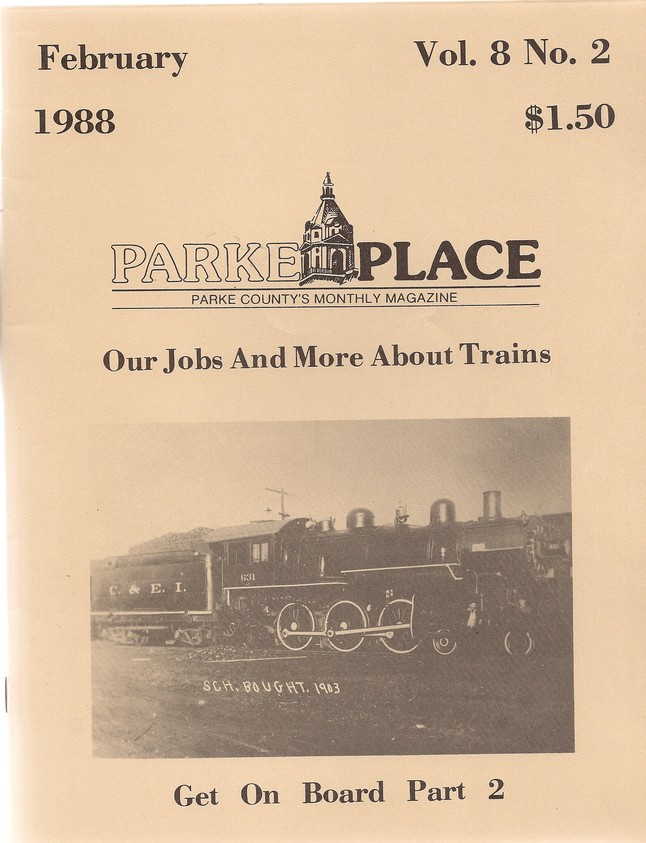 February
Vol. 8 No. 2
1988
$1.50
PARKE PLACE
PARKE COUNTY'S MONTHLY MAGAZINE
Our Jobs And More About Trains
631
C. & E. I.
S
SCH. BOUGHT. 1903
Get On Board Part 2